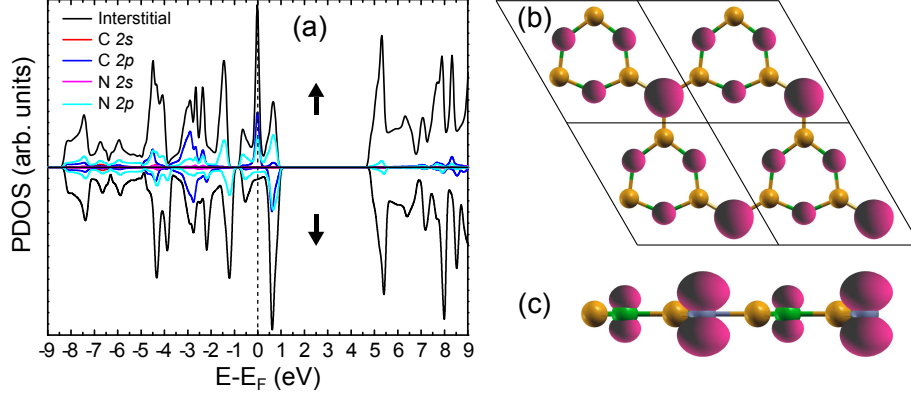 Interstitial
C 2s
C 2p
N 2s
N 2p
(a)
PDOS (arb. units)
-9 -8 -7 -6 -5 -4 -3 -2 -1 0 1 2 3 4 5 6 7 8 9
E-E_F (eV)
(b)
(c)